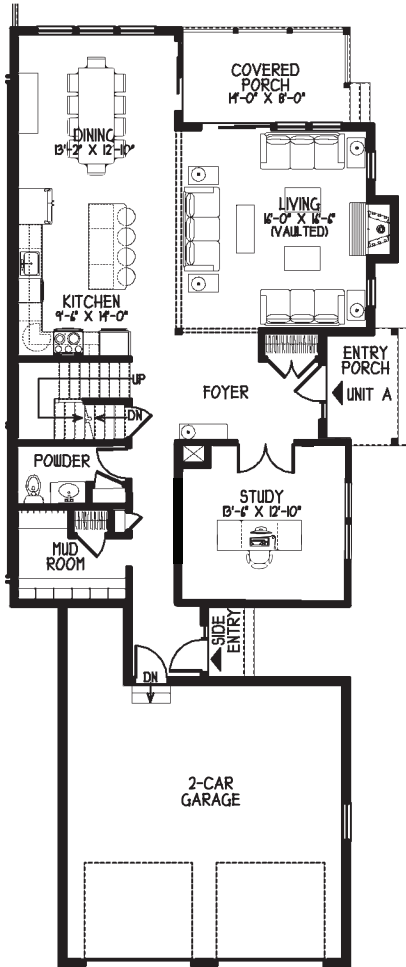 COVERED
PORCH
14'-0" X 8'-0"
DINING
13'-2" X 12'-10"
LIVING
16'-0" X 16'-6"
(VAULTED)
KITCHEN
9'-6" X 14'-0"
ENTRY
PORCH
UNIT A
UP
FOYER
DN
POWDER
STUDY
13'-6" X 12'-10"
MUD
ROOM
SIDE
ENTRY
DN
2-CAR
GARAGE